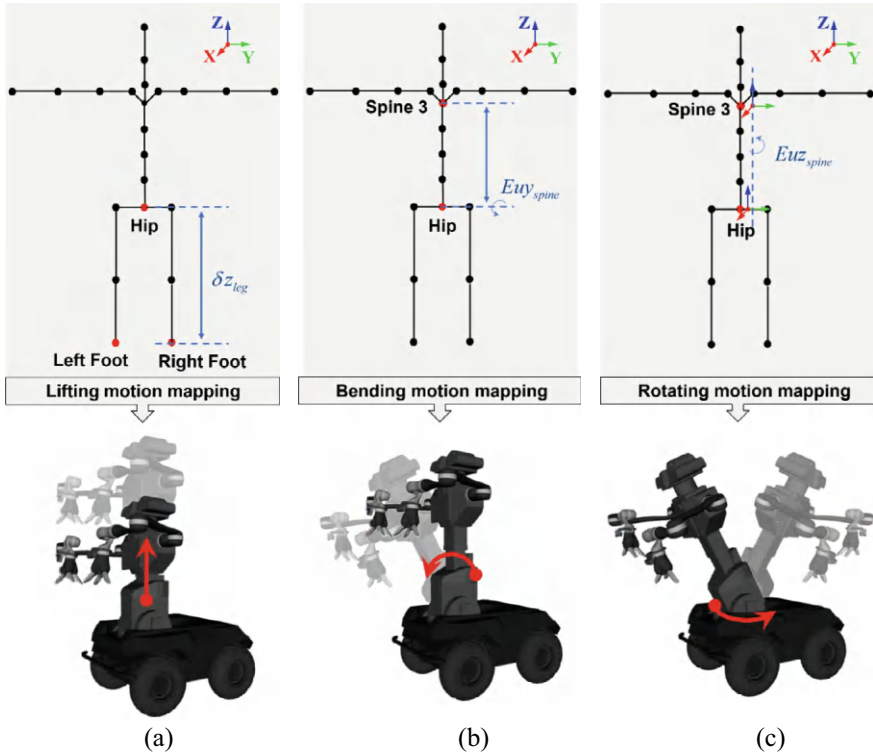 Z
X
Y
Hip
δz_leg
Left Foot
Right Foot
Lifting motion mapping
(a)
Z
X
Y
Spine 3
Euy_spine
Hip
Bending motion mapping
(b)
Z
X
Y
Spine 3
Euz_spine
Hip
Rotating motion mapping
(c)